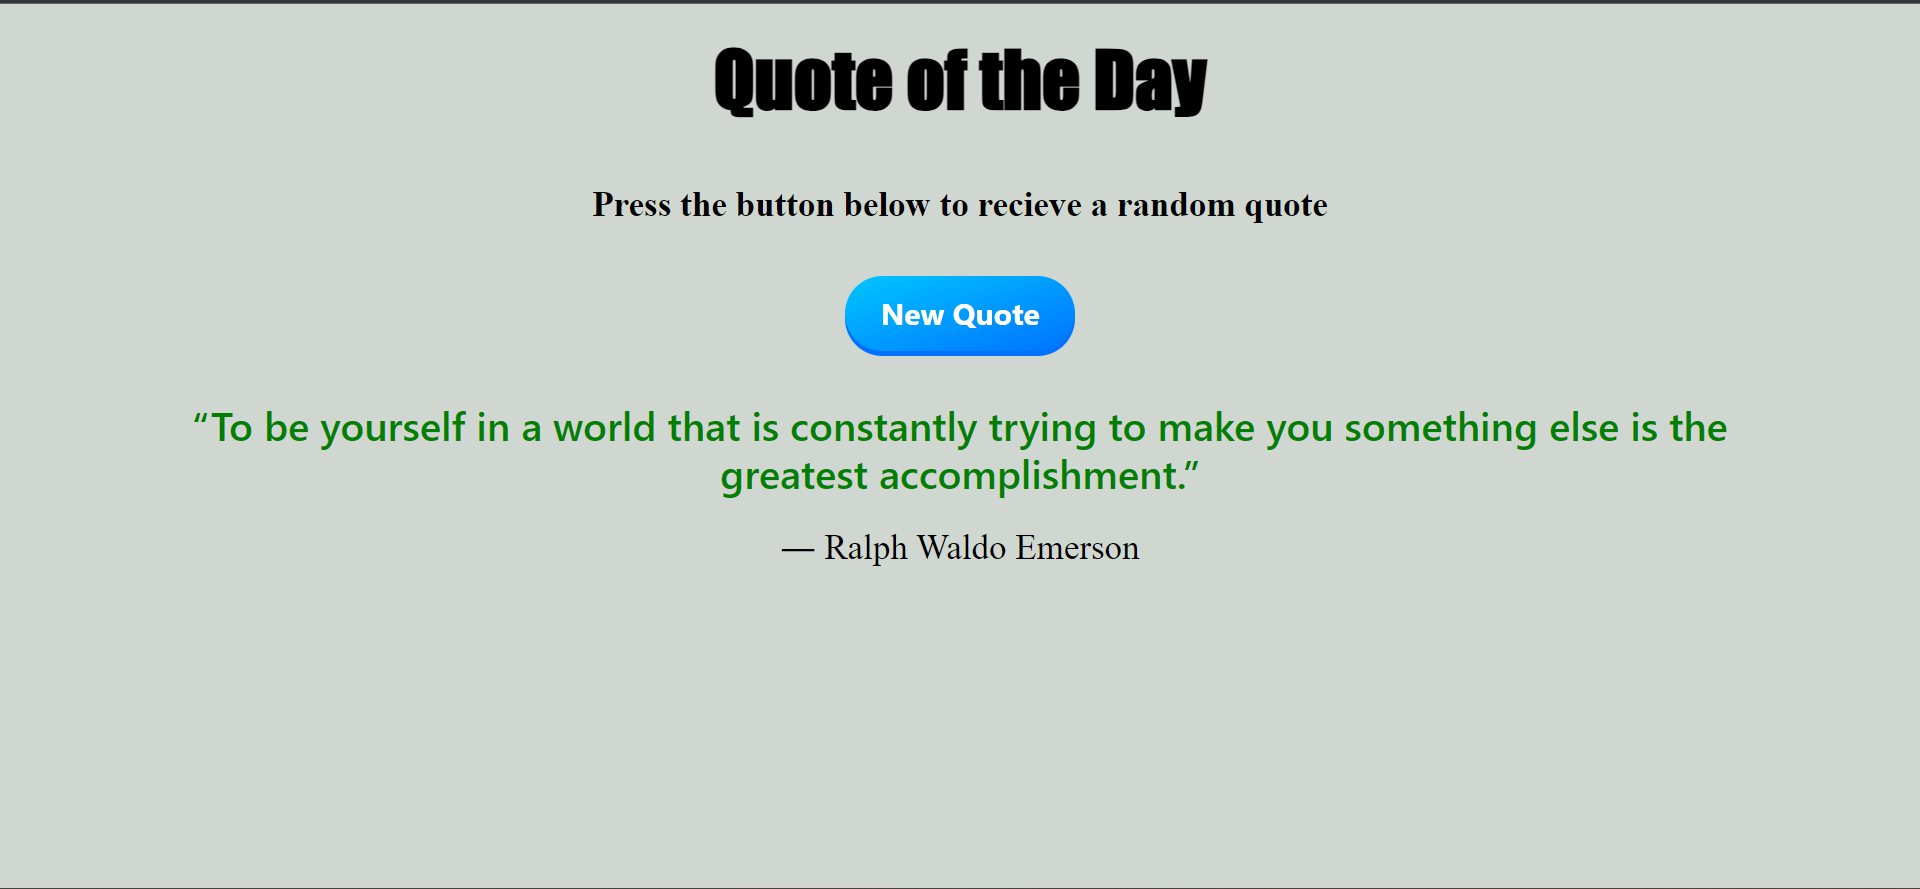 Quote of the Day
Press the button below to recieve a random quote
New Quote
“To be yourself in a world that is constantly trying to make you something else is the
greatest accomplishment.”
— Ralph Waldo Emerson